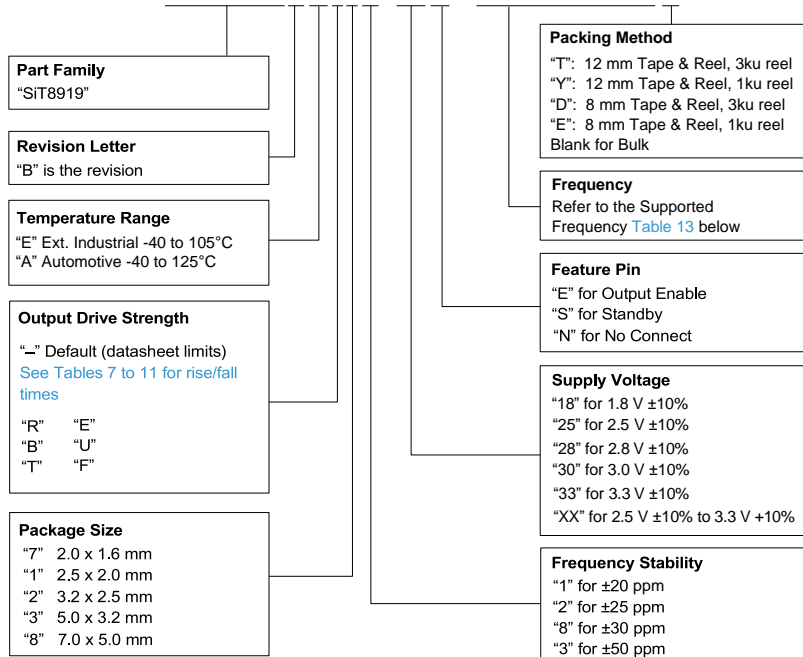 Part Family
“SiT8919”
Revision Letter
“B” is the revision
Temperature Range
“E” Ext. Industrial -40 to 105°C
“A” Automotive -40 to 125°C
Output Drive Strength
“–” Default (datasheet limits)
See Tables 7 to 11 for rise/fall
times
“R” “E”
“B” “U”
“T” “F”
Package Size
“7” 2.0 x 1.6 mm
“1” 2.5 x 2.0 mm
“2” 3.2 x 2.5 mm
“3” 5.0 x 3.2 mm
“8” 7.0 x 5.0 mm
Packing Method
“T”: 12 mm Tape & Reel, 3ku reel
“Y”: 12 mm Tape & Reel, 1ku reel
“D”: 8 mm Tape & Reel, 3ku reel
“E”: 8 mm Tape & Reel, 1ku reel
Blank for Bulk
Frequency
Refer to the Supported
Frequency Table 13 below
Feature Pin
“E” for Output Enable
“S” for Standby
“N” for No Connect
Supply Voltage
“18” for 1.8 V ±10%
“25” for 2.5 V ±10%
“28” for 2.8 V ±10%
“30” for 3.0 V ±10%
“33” for 3.3 V ±10%
“XX” for 2.5 V ±10% to 3.3 V +10%
Frequency Stability
“1” for ±20 ppm
“2” for ±25 ppm
“8” for ±30 ppm
“3” for ±50 ppm